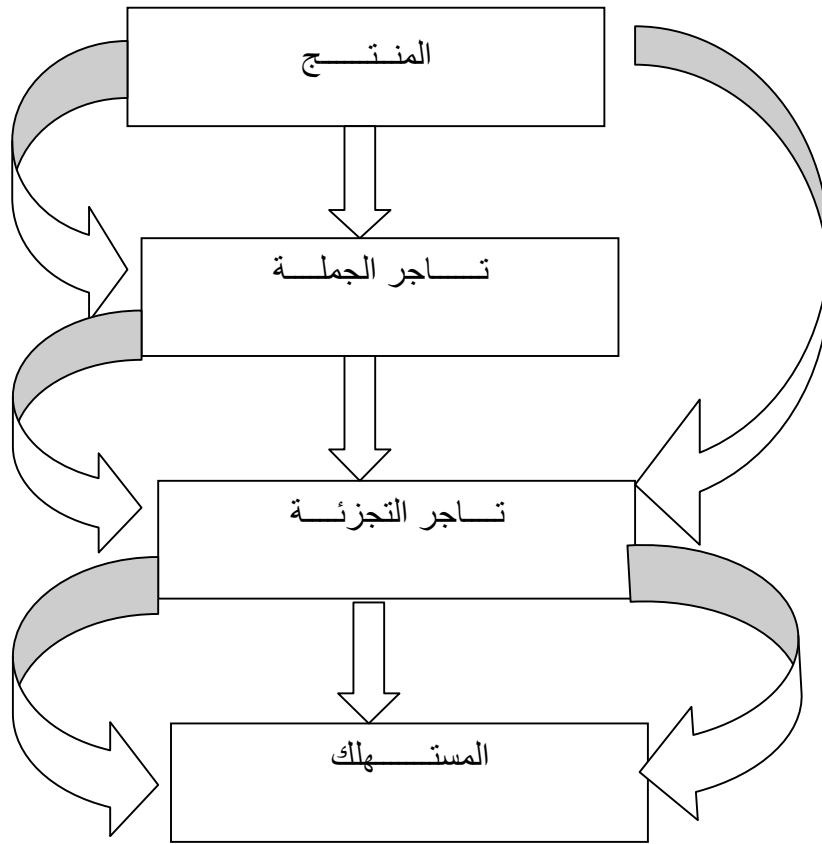 المنتج
تاجر الجملة
تاجر التجزئة
المستهلك